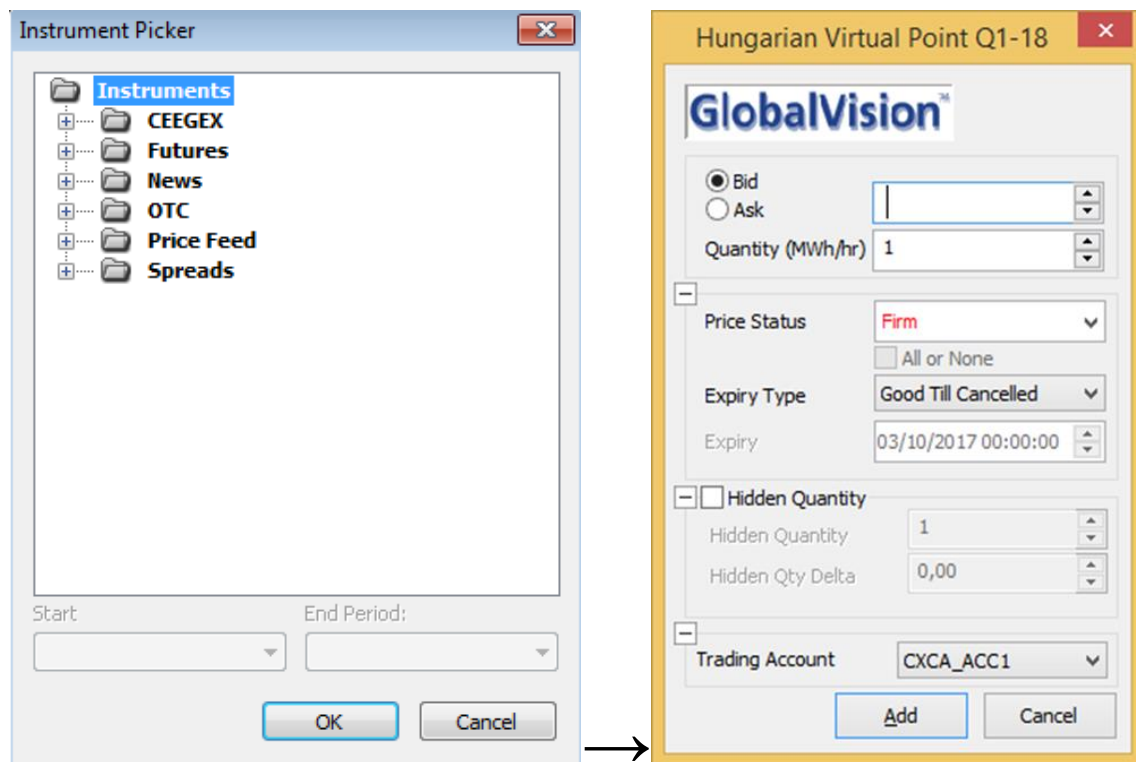 Instrument Picker
Instruments
CEEGEX
Futures
News
OTC
Price Feed
Spreads
Start
End Period:
OK
Cancel
→
Hungarian Virtual Point Q1-18
GlobalVision™
Bid
Ask
Quantity (MWh/hr) 1
Price Status Firm
All or None
Expiry Type Good Till Cancelled
Expiry 03/10/2017 00:00:00
Hidden Quantity
Hidden Quantity 1
Hidden Qty Delta 0,00
Trading Account CXCA_ACC1
Add
Cancel